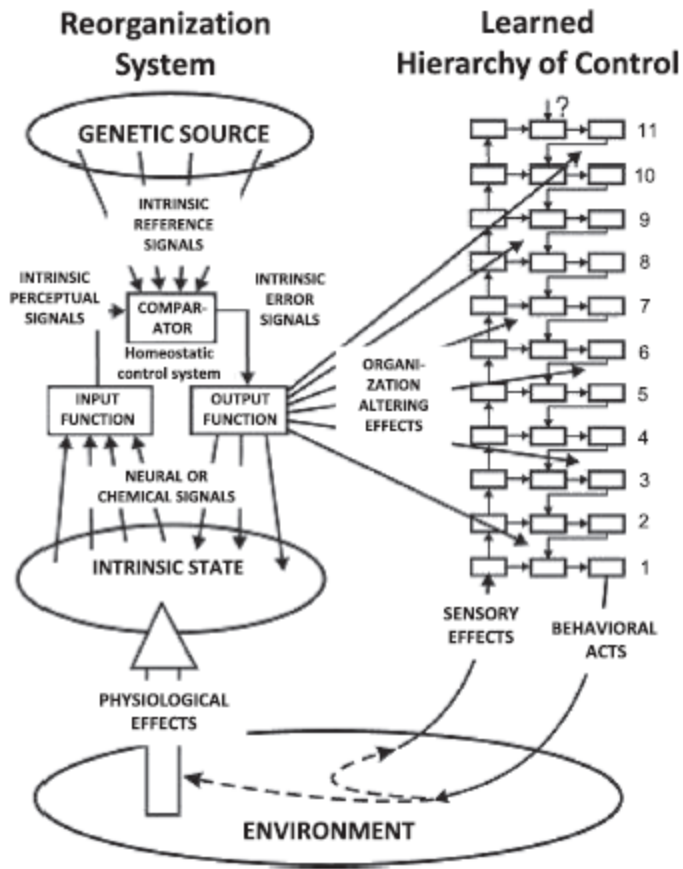 Reorganization
System
Learned
Hierarchy of Control
GENETIC SOURCE
INTRINSIC
REFERENCE
SIGNALS
INTRINSIC
PERCEPTUAL
SIGNALS
COMPAR-
ATOR
INTRINSIC
ERROR
SIGNALS
Homeostatic
control system
INPUT
FUNCTION
OUTPUT
FUNCTION
ORGANI-
ZATION
ALTERING
EFFECTS
NEURAL OR
CHEMICAL SIGNALS
INTRINSIC STATE
?
11
10
9
8
7
6
5
4
3
2
1
SENSORY
EFFECTS
BEHAVIORAL
ACTS
PHYSIOLOGICAL
EFFECTS
ENVIRONMENT